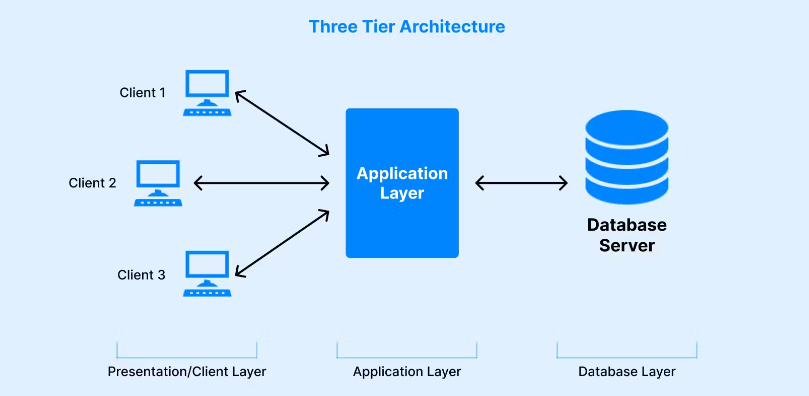 Three Tier Architecture
Client 1
Client 2
Client 3
Application
Layer
Database
Server
Presentation/Client Layer
Application Layer
Database Layer